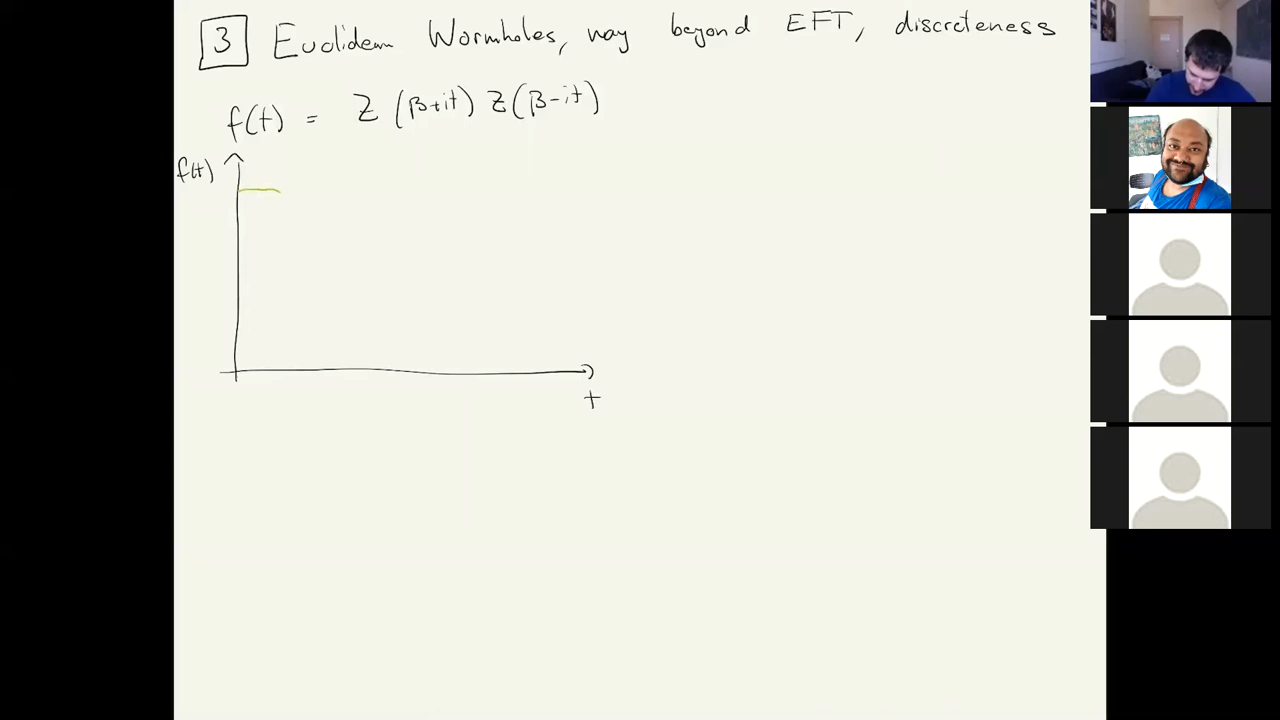 3 Euclidean Wormholes, way beyond EFT, discreteness
f(t) = Z(β+it) Z(β-it)
f(t)
t